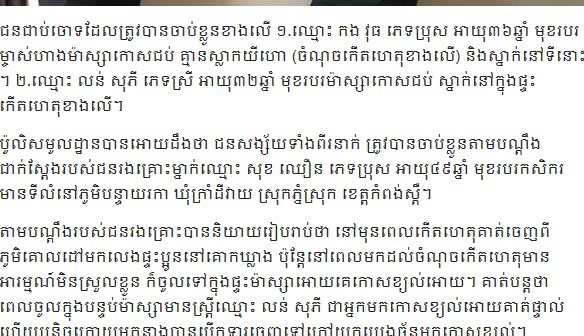 ជនជាប់ចោទដែលត្រូវបានចាប់ខ្លួនខាងលើ ១.ឈ្មោះ កង វុធ ភេទប្រុស អាយុ៣៦ឆ្នាំ មុខរបរ
ម្ចាស់ហាងម៉ាស្សាកោសជប់ គ្មានស្លាកយីហោ (ចំណុចកើតហេតុខាងលើ) និងស្នាក់នៅទីនោះ
។ ២.ឈ្មោះ លន់ សុភី ភេទស្រី អាយុ៣២ឆ្នាំ មុខរបរម៉ាស្សាកោសជប់ ស្នាក់នៅក្នុងផ្ទះ
កើតហេតុខាងលើ។
ប៉ូលិសមូលដ្ឋានបានអោយដឹងថា ជនសង្ស័យទាំងពីរនាក់ ត្រូវបានចាប់ខ្លួនតាមបណ្តឹង
ជាក់ស្តែងរបស់ជនរងគ្រោះម្នាក់ឈ្មោះ សុខ ឈឿន ភេទប្រុស អាយុ៤៩ឆ្នាំ មុខរបរកសិករ
មានទីលំនៅភូមិបន្ទាយរកា ឃុំក្រាំដីវាយ ស្រុកភ្នំស្រួក ខេត្តកំពង់ស្ពឺ។
តាមបណ្តឹងរបស់ជនរងគ្រោះបាននិយាយរៀបរាប់ថា នៅមុនពេលកើតហេតុគាត់ចេញពី
ភូមិគោលដៅមកលេងផ្ទះប្អូននៅគោកឃ្លាង ប៉ុន្តែនៅពេលមកដល់ចំណុចកើតហេតុមាន
អារម្មណ៍មិនស្រួលខ្លួន ក៏ចូលទៅក្នុងផ្ទះម៉ាស្សាអោយគេកោសខ្យល់អោយ។ គាត់បន្តថា
ពេលចូលក្នុងបន្ទប់ម៉ាស្សាមានស្ត្រីឈ្មោះ លន់ សុភី ជាអ្នកមកកោសខ្យល់អោយគាត់ផ្ទាល់